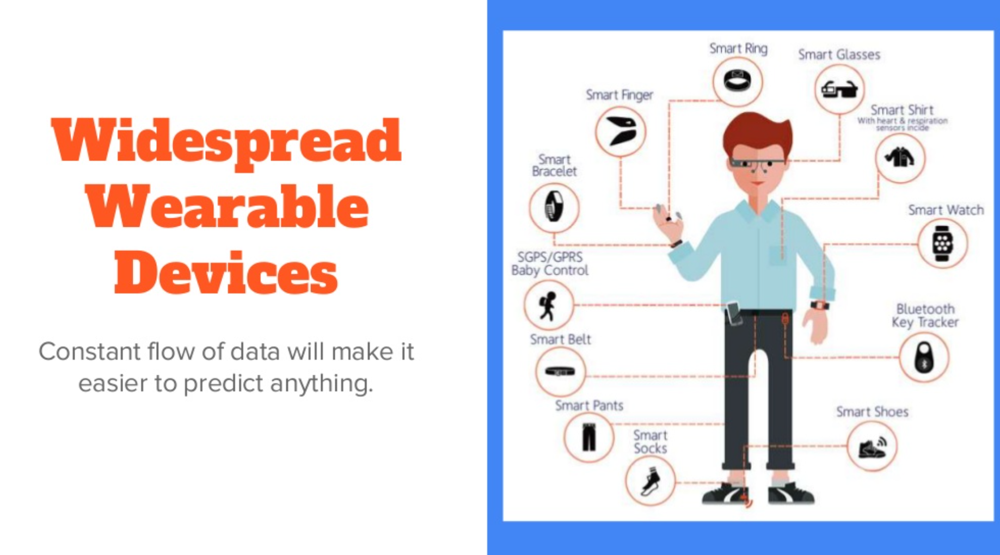 Widespread
Wearable
Devices
Constant flow of data will make it
easier to predict anything.
Smart Ring
Smart Glasses
Smart Finger
Smart Shirt
With heart & respiration
sensors incide
Smart
Bracelet
Smart Watch
SGPS/GPRS
Baby Control
Bluetooth
Key Tracker
Smart Belt
Smart Pants
Smart Shoes
Smart
Socks